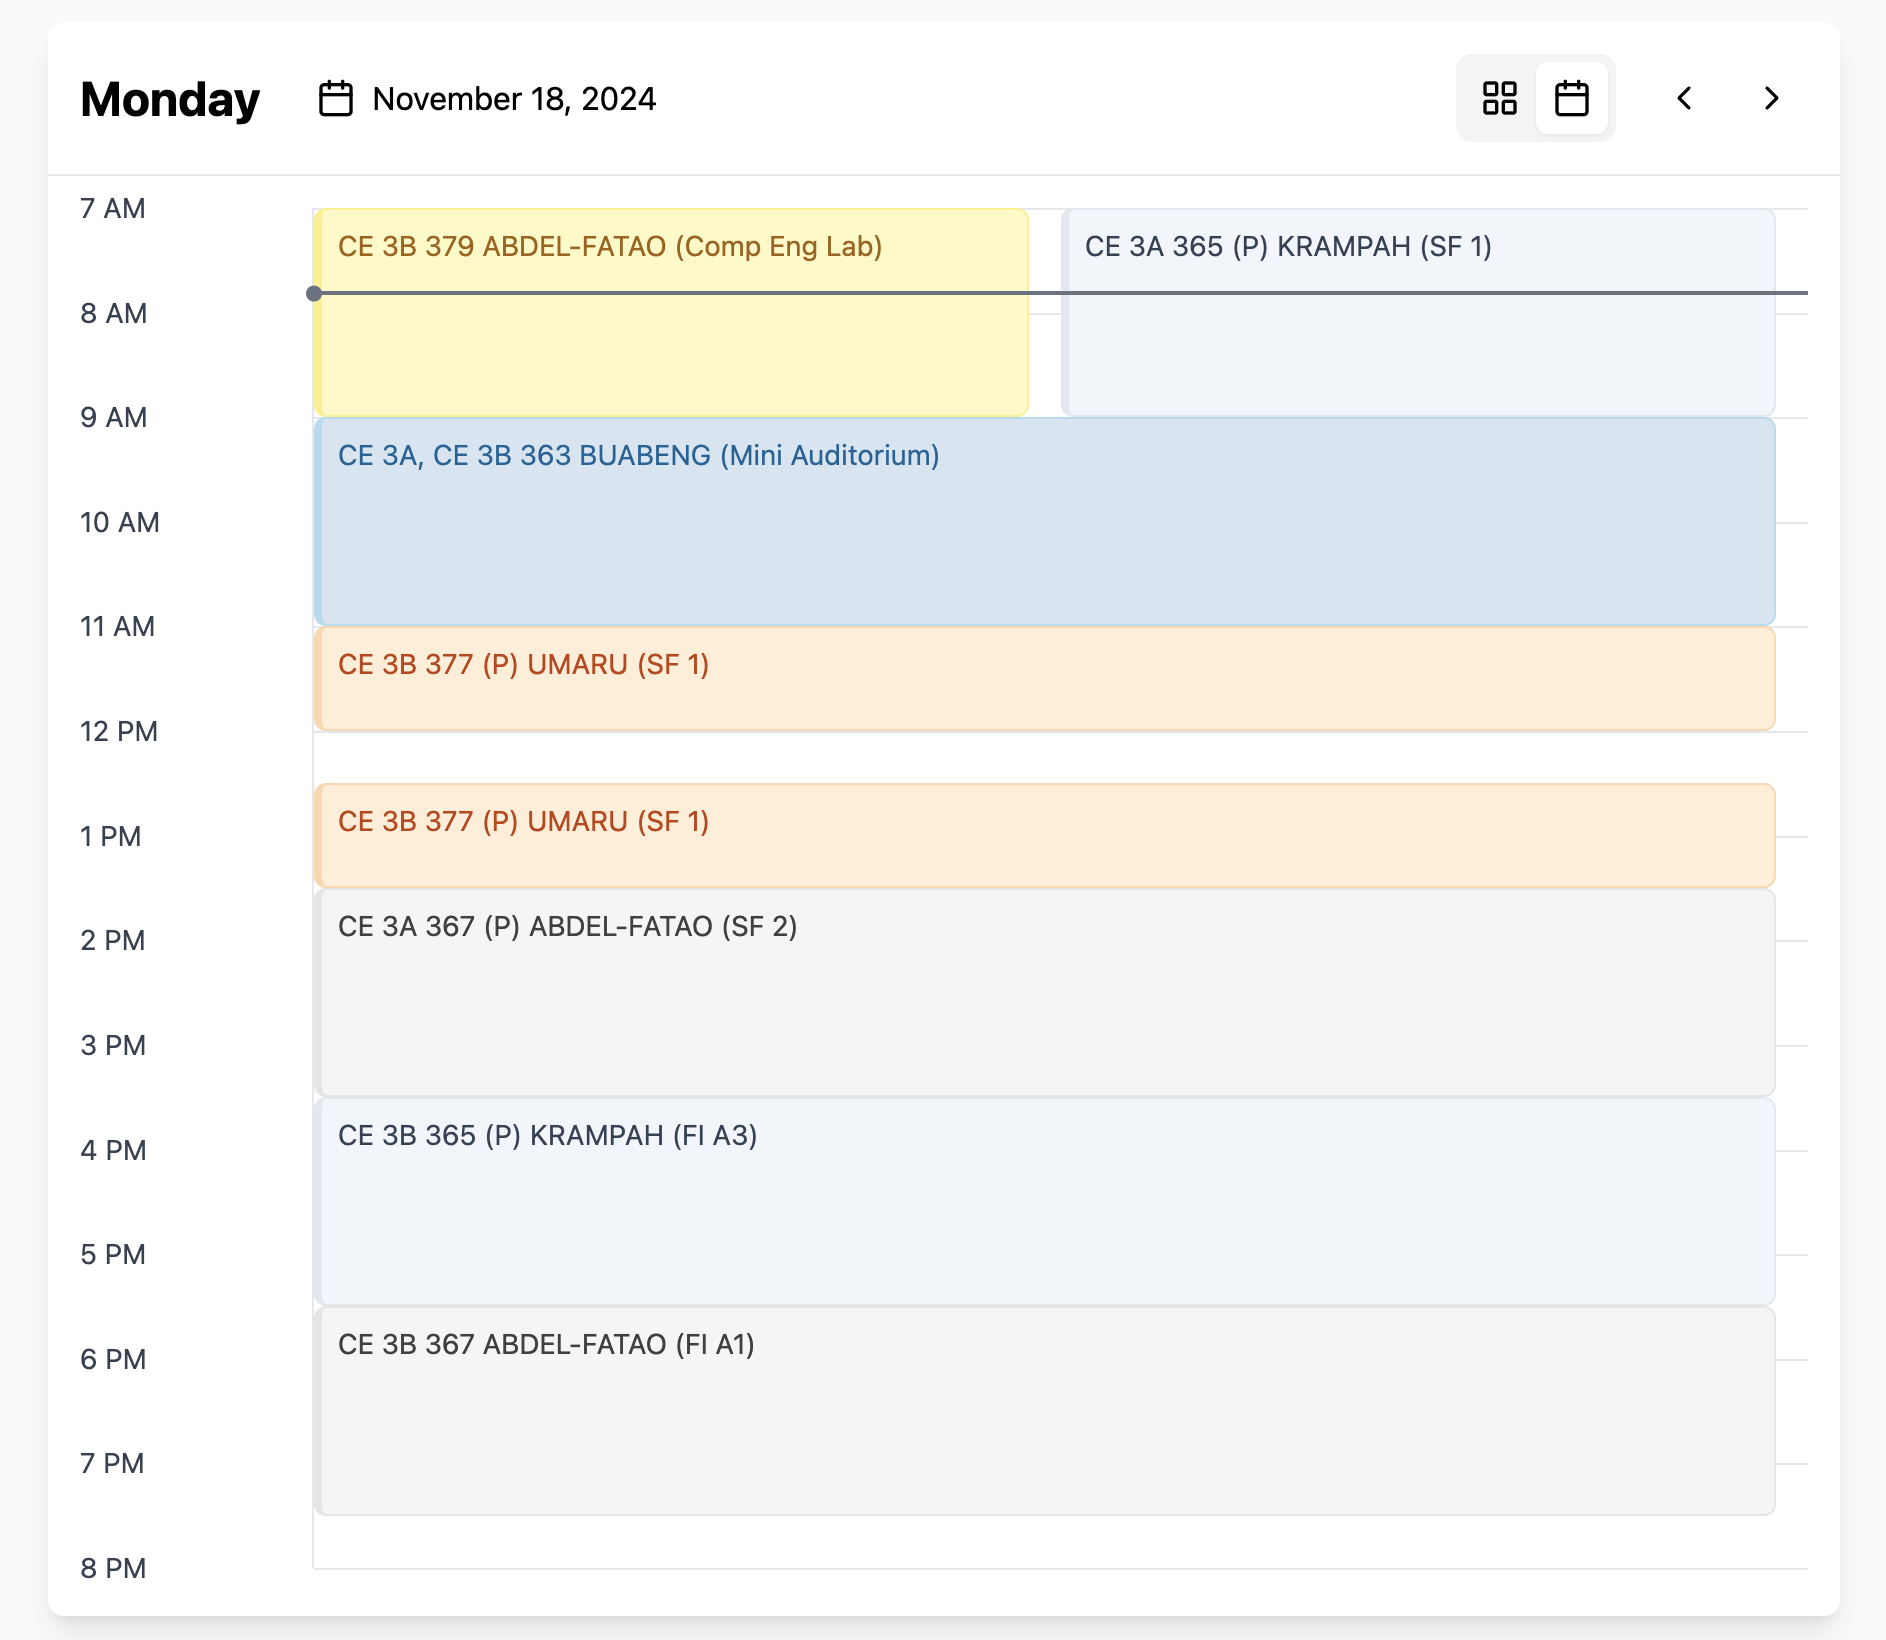 Monday
November 18, 2024
7 AM
CE 3B 379 ABDEL-FATAO (Comp Eng Lab)
CE 3A 365 (P) KRAMPAH (SF 1)
8 AM
9 AM
CE 3A, CE 3B 363 BUABENG (Mini Auditorium)
10 AM
11 AM
CE 3B 377 (P) UMARU (SF 1)
12 PM
CE 3B 377 (P) UMARU (SF 1)
1 PM
CE 3A 367 (P) ABDEL-FATAO (SF 2)
2 PM
3 PM
CE 3B 365 (P) KRAMPAH (FI A3)
4 PM
5 PM
CE 3B 367 ABDEL-FATAO (FI A1)
6 PM
7 PM
8 PM